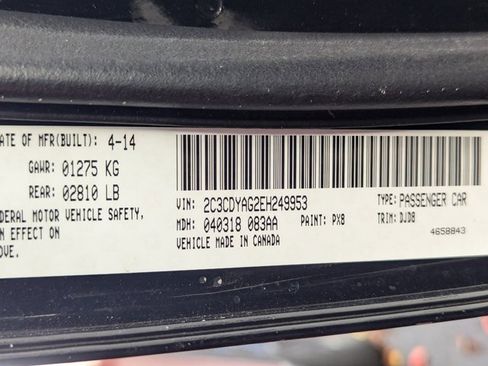 ATE OF MFR(BUILT): 4-14
GAWR: 01275 KG
REAR: 02810 LB
DERAL MOTOR VEHICLE SAFETY,
N EFFECT ON
OVE.
VIN: 2C3CDYAG2EH249953
TYPE: PASSENGER CAR
MDH: 040318 083AA PAINT: PX8 TRIM: DJD8
VEHICLE MADE IN CANADA
4658843